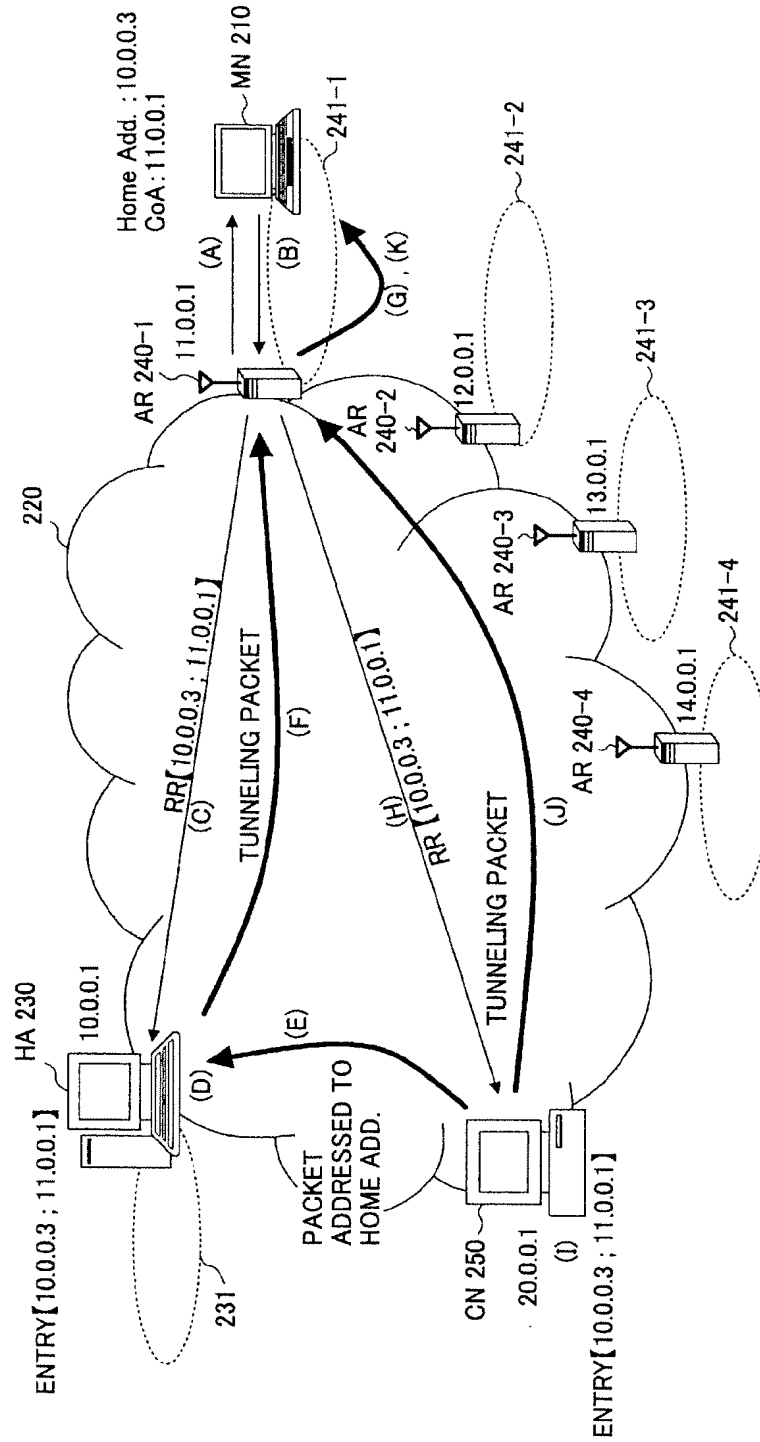 220
HA 230
10.0.0.1
ENTRY【10.0.0.3 ; 11.0.0.1】
231
(D)
RR【10.0.0.3 ; 11.0.0.1】
(C)
TUNNELING PACKET
(F)
AR 240-1
11.0.0.1
Home Add. : 10.0.0.3
CoA : 11.0.0.1
MN 210
(A)
(B)
241-1
(G) , (K)
(E)
PACKET
ADDRESSED TO
HOME ADD.
(H)
RR【10.0.0.3 ; 11.0.0.1】
TUNNELING PACKET
(J)
AR
240-2
12.0.0.1
241-2
AR 240-3
13.0.0.1
241-3
AR 240-4
14.0.0.1
241-4
CN 250
20.0.0.1
(I)
ENTRY【10.0.0.3 ; 11.0.0.1】